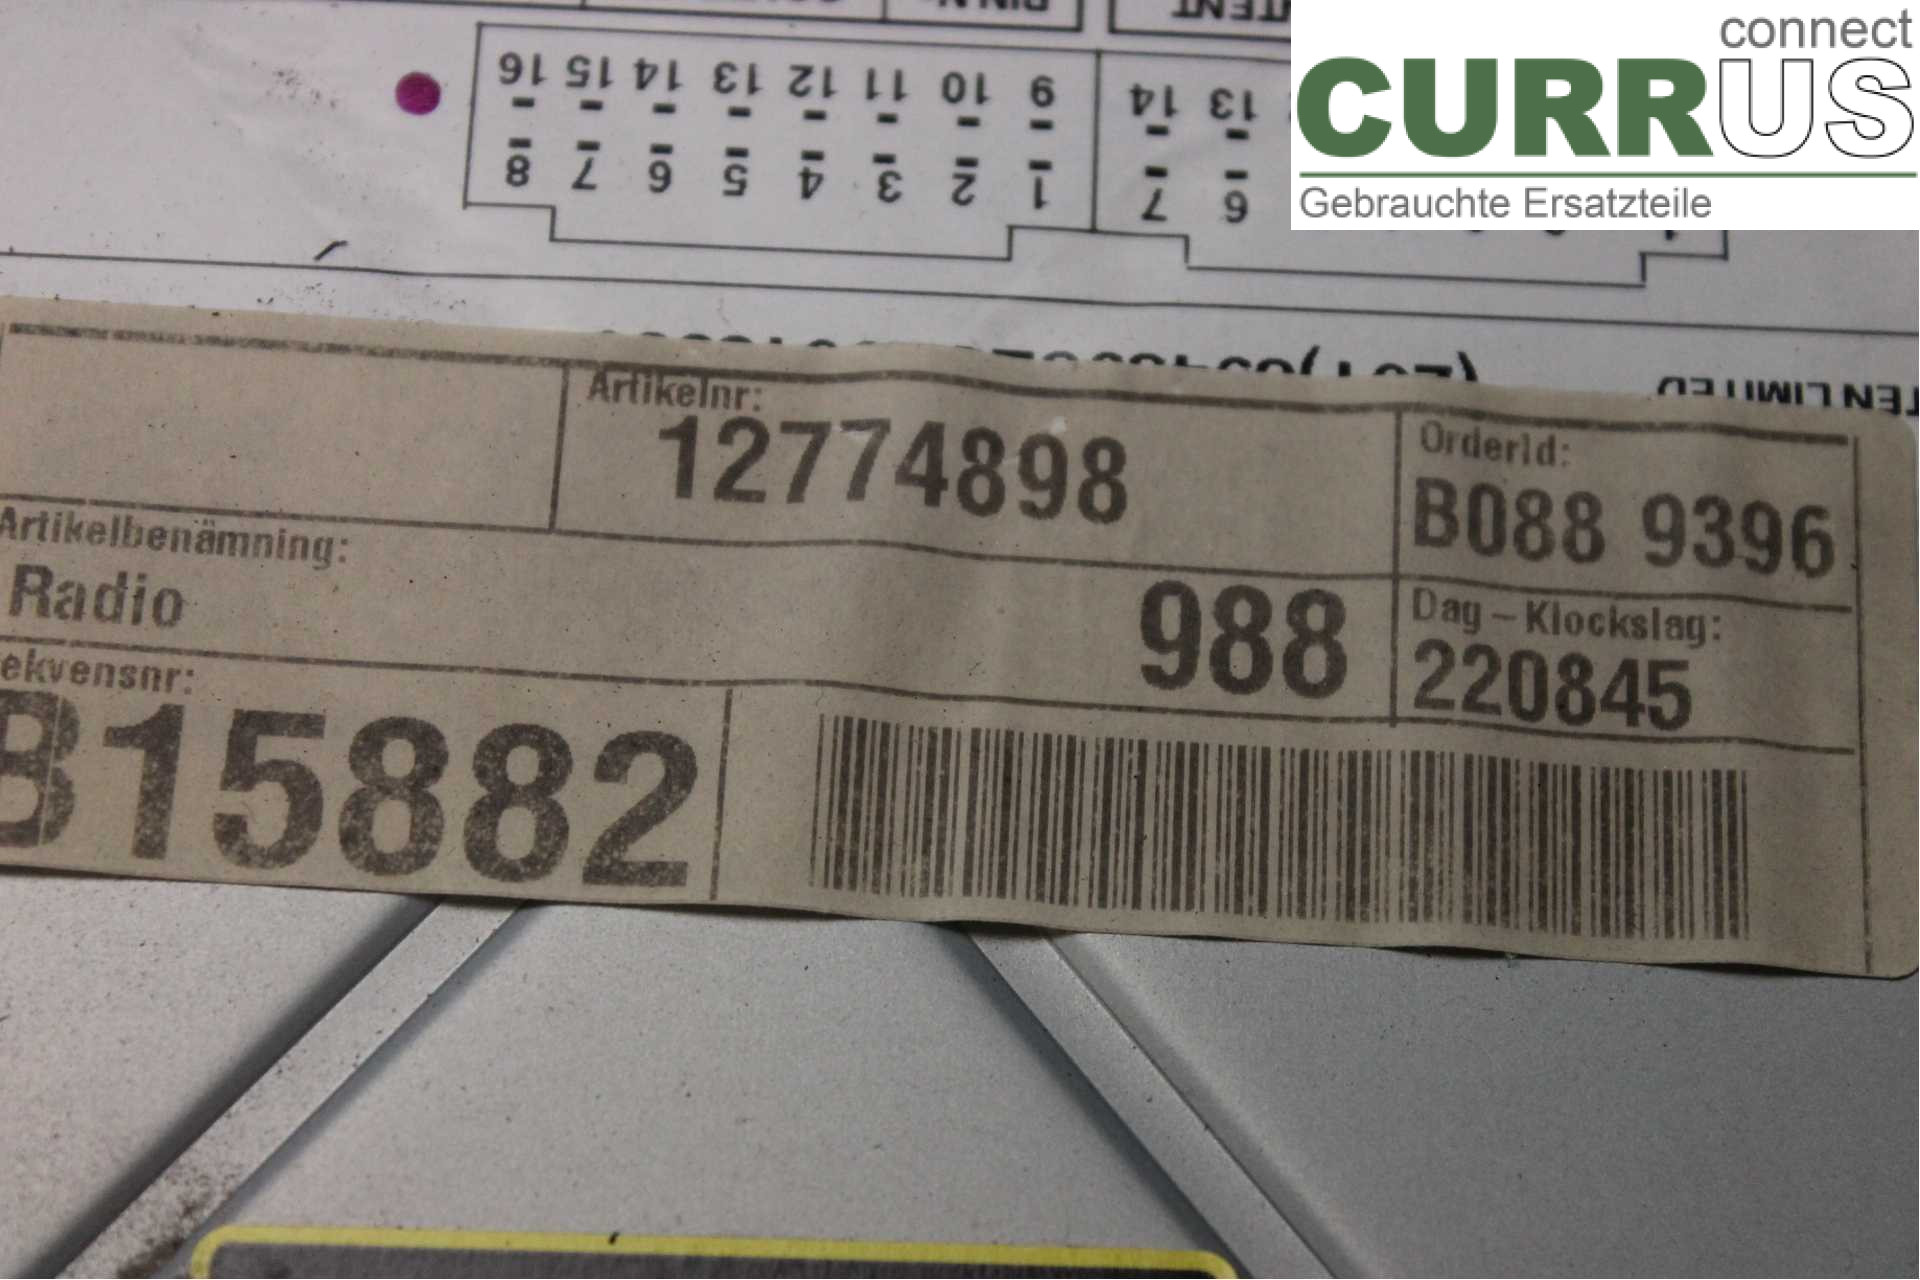 connect
CURRUS
Gebrauchte Ersatzteile
16 15 14 13 12 11 10 9
8 7 6 5 4 3 2 1
14 13
7 6
LIMITED
Artikelnr:
12774898
OrderId:
B088 9396
Artikelbenämning:
Radio
988
Dag – Klockslag:
220845
ekvensnr:
B15882